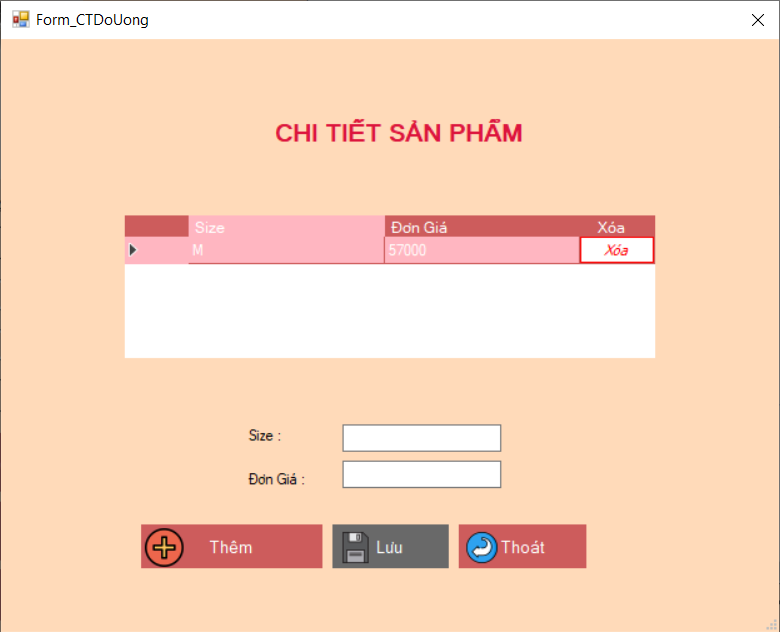 Form_CTDoUong
CHI TIẾT SẢN PHẨM
Size Đơn Giá Xóa
M 57000 Xóa
Size :
Đơn Giá :
Thêm Lưu Thoát